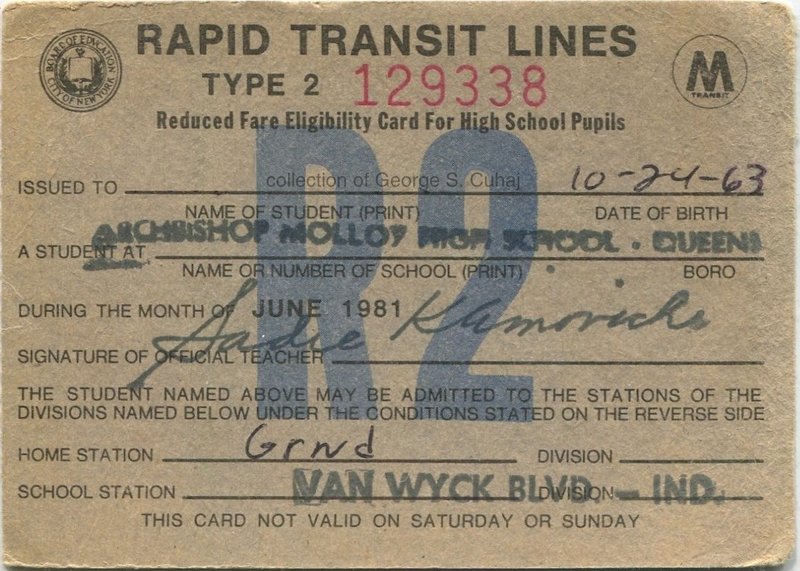 RAPID TRANSIT LINES
BOARD OF EDUCATION
CITY OF NEW YORK
M
TRANSIT
TYPE 2 129338
Reduced Fare Eligibility Card For High School Pupils
R2
ISSUED TO collection of George S. Cuhaj 10-24-63
NAME OF STUDENT (PRINT) DATE OF BIRTH
ARCHBISHOP MOLLOY HIGH SCHOOL . QUEENS
A STUDENT AT
NAME OR NUMBER OF SCHOOL (PRINT) BORO
DURING THE MONTH OF JUNE 1981
SIGNATURE OF OFFICIAL TEACHER Sadie
THE STUDENT NAMED ABOVE MAY BE ADMITTED TO THE STATIONS OF THE
DIVISIONS NAMED BELOW UNDER THE CONDITIONS STATED ON THE REVERSE SIDE
HOME STATION Grnd DIVISION
SCHOOL STATION VAN WYCK BLVD. DIVISION - IND.
THIS CARD NOT VALID ON SATURDAY OR SUNDAY